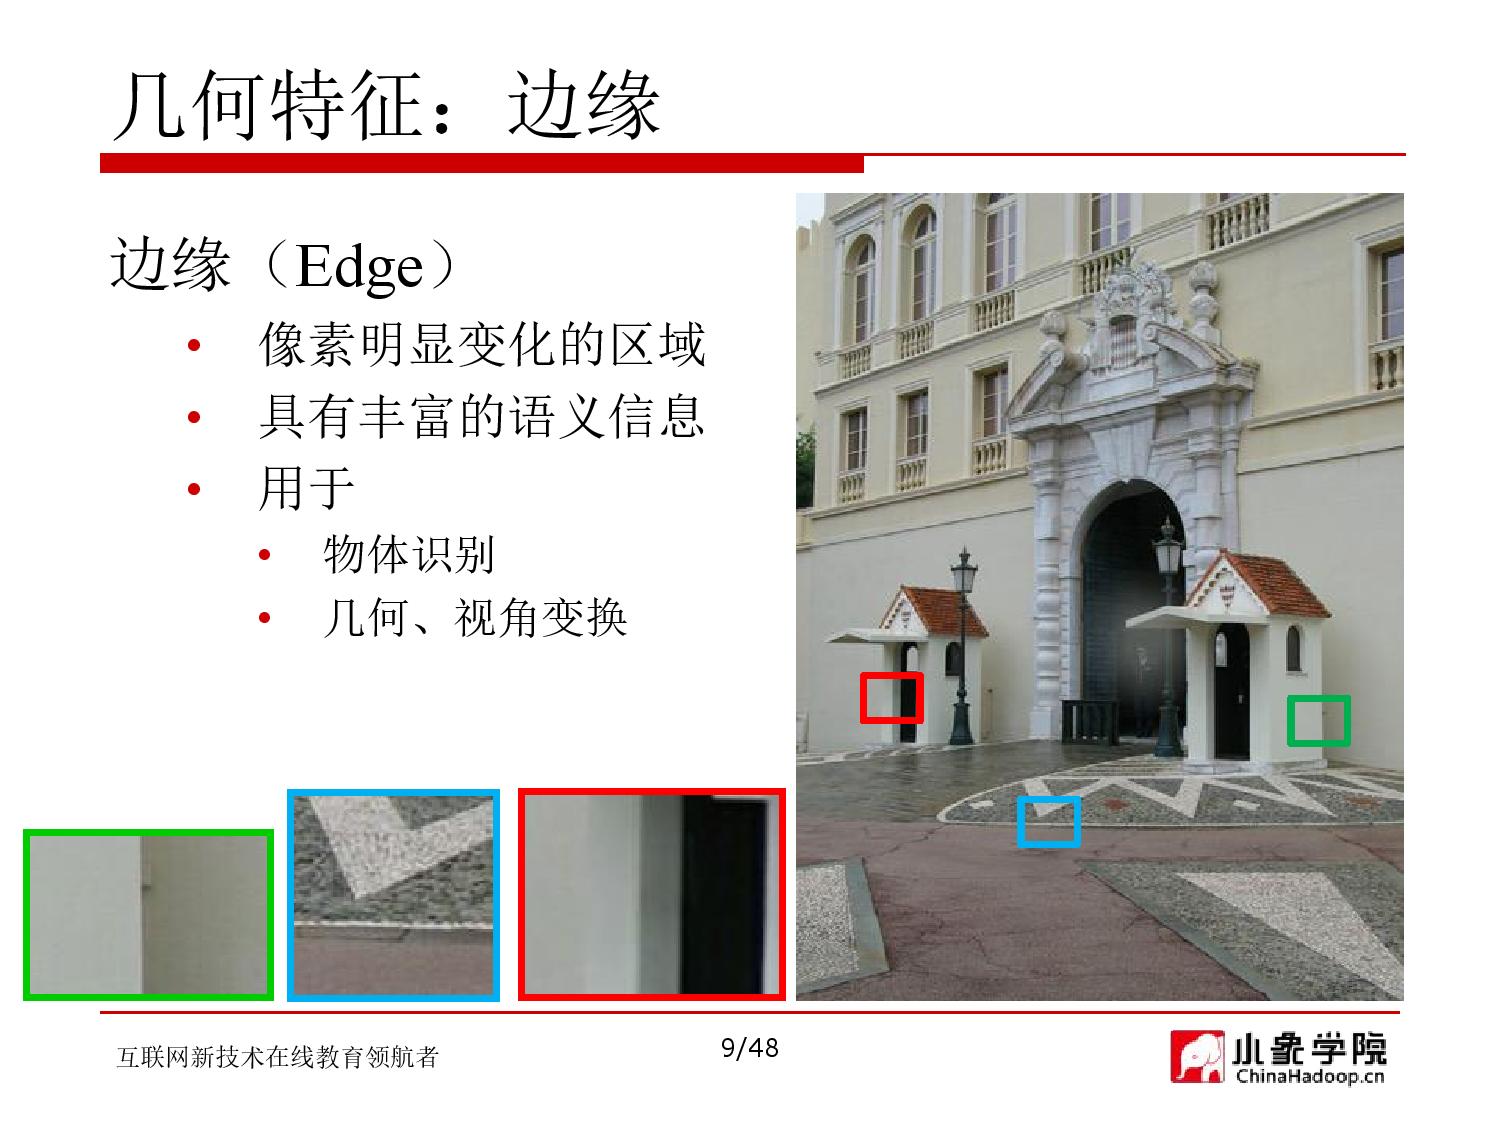 几何特征：边缘
边缘（Edge）
• 像素明显变化的区域
• 具有丰富的语义信息
• 用于
• 物体识别
• 几何、视角变换
互联网新技术在线教育领航者
9/48
小象学院
ChinaHadoop.cn